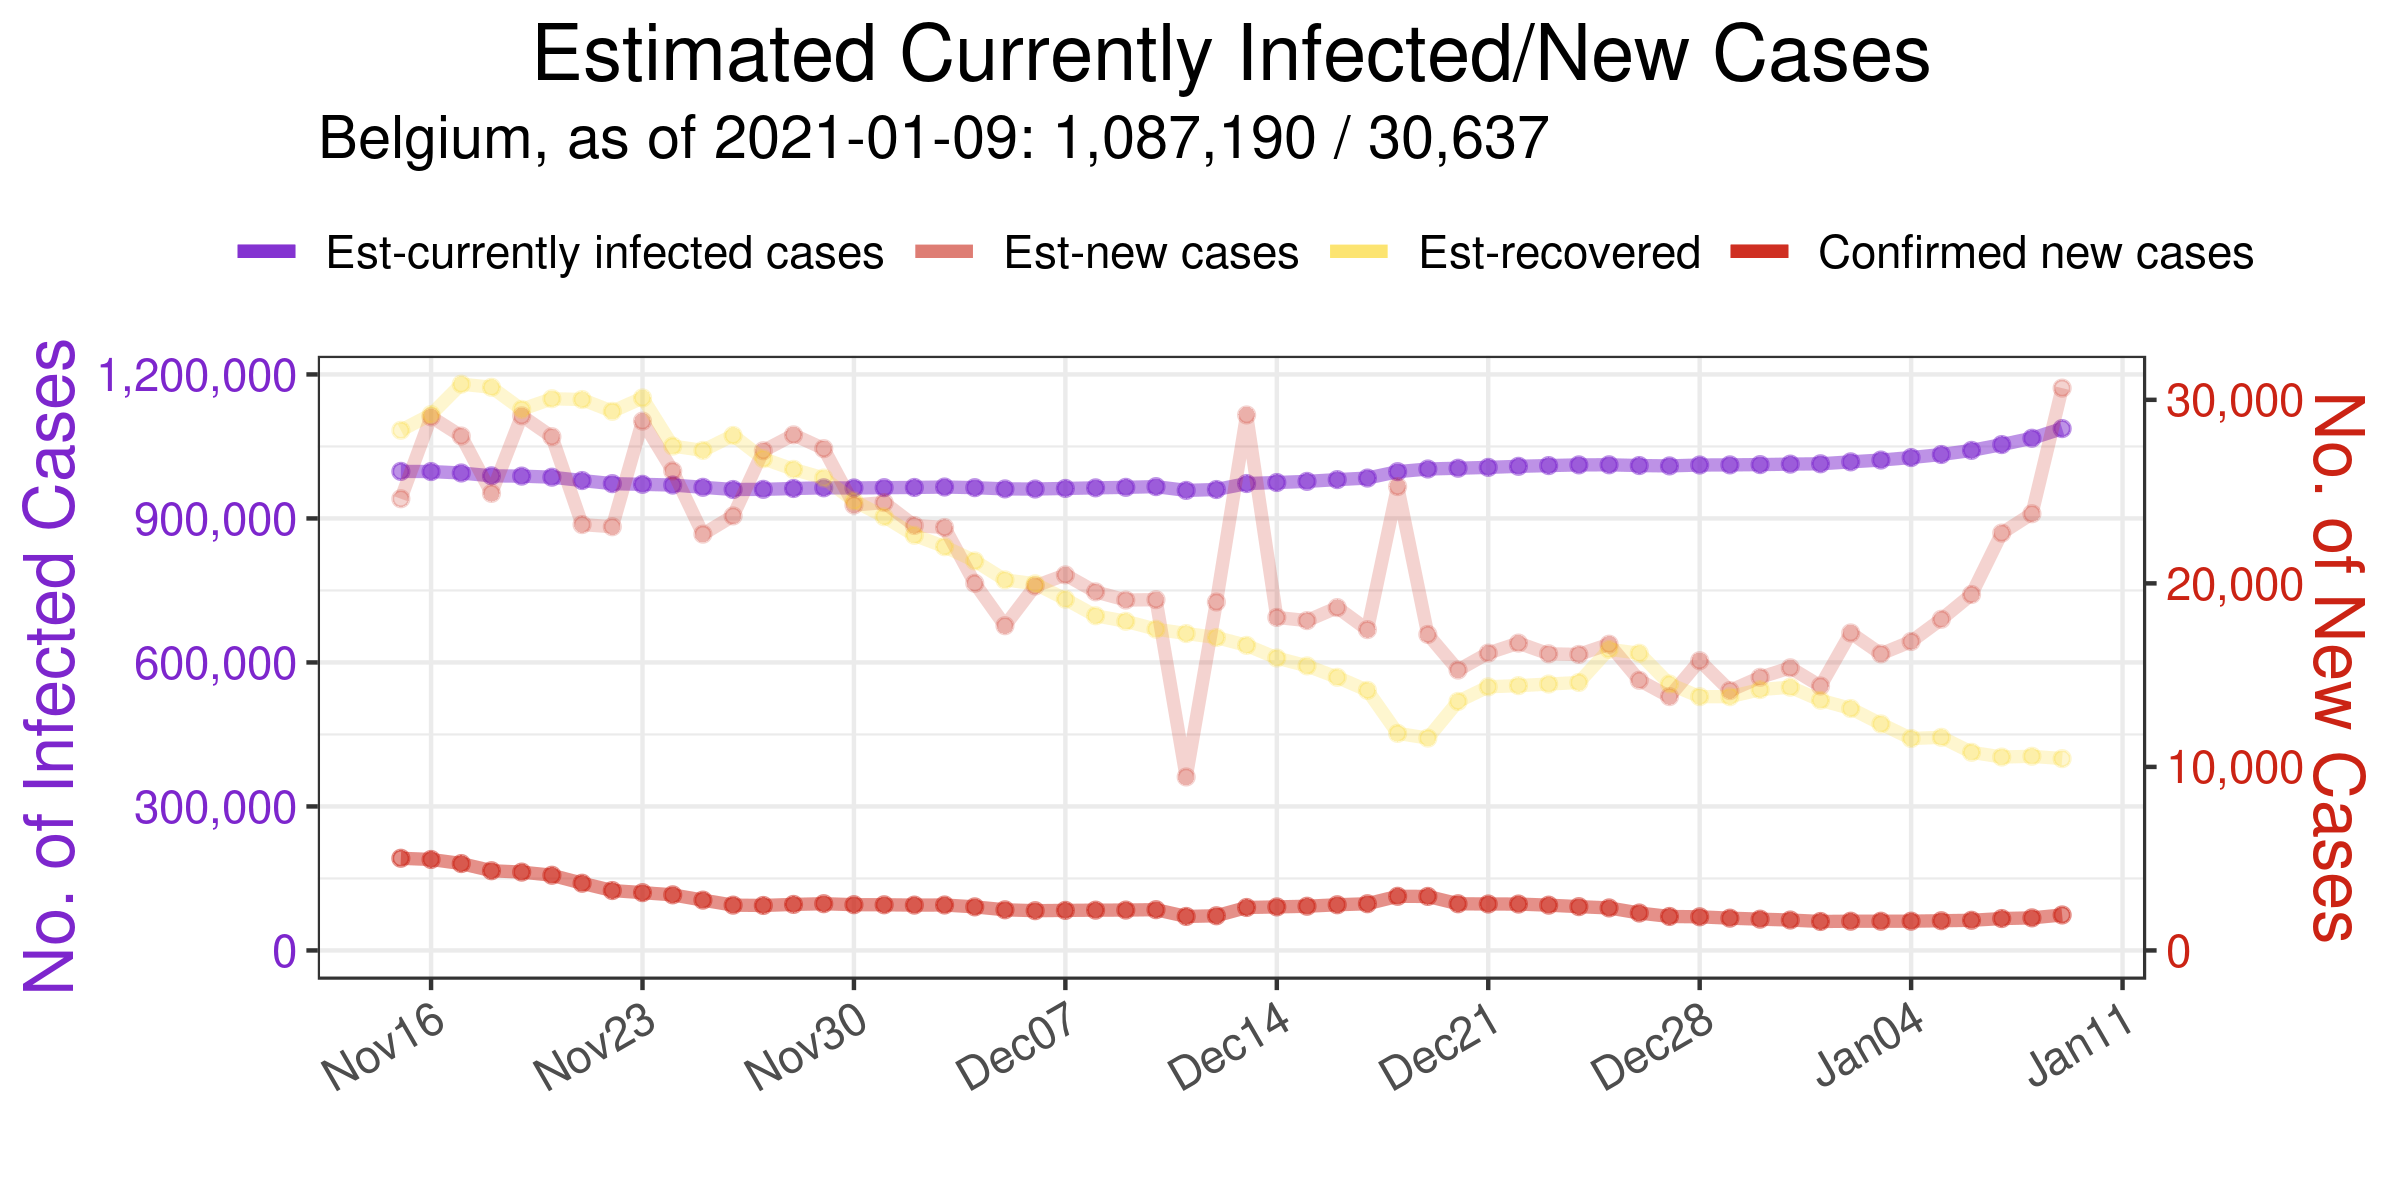 Estimated Currently Infected/New Cases
Belgium, as of 2021-01-09: 1,087,190 / 30,637
Est-currently infected cases Est-new cases Est-recovered Confirmed new cases
No. of Infected Cases
1,200,000
900,000
600,000
300,000
0
30,000
20,000
10,000
0
No. of New Cases
Nov16 Nov23 Nov30 Dec07 Dec14 Dec21 Dec28 Jan04 Jan11